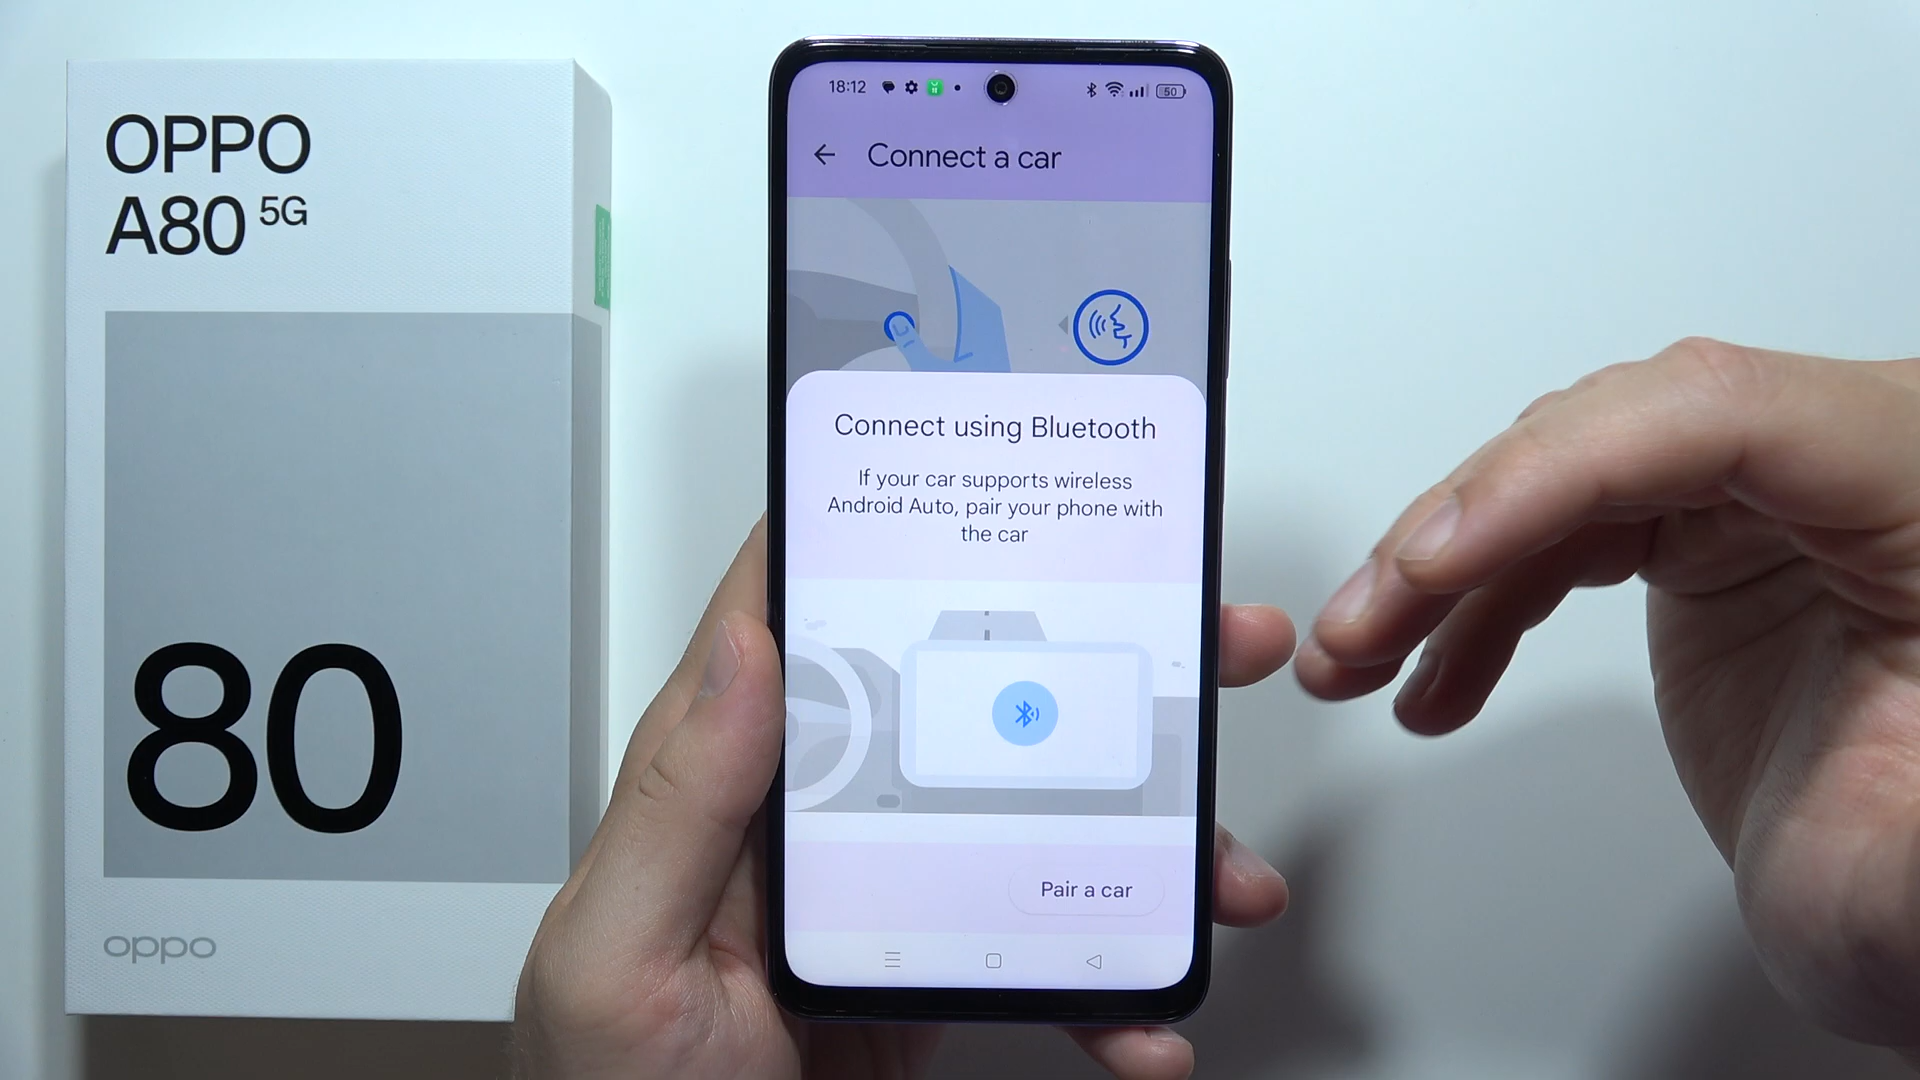 OPPO
A80 5G
80
oppo
18:12
50
Connect a car
Connect using Bluetooth
If your car supports wireless
Android Auto, pair your phone with
the car
Pair a car